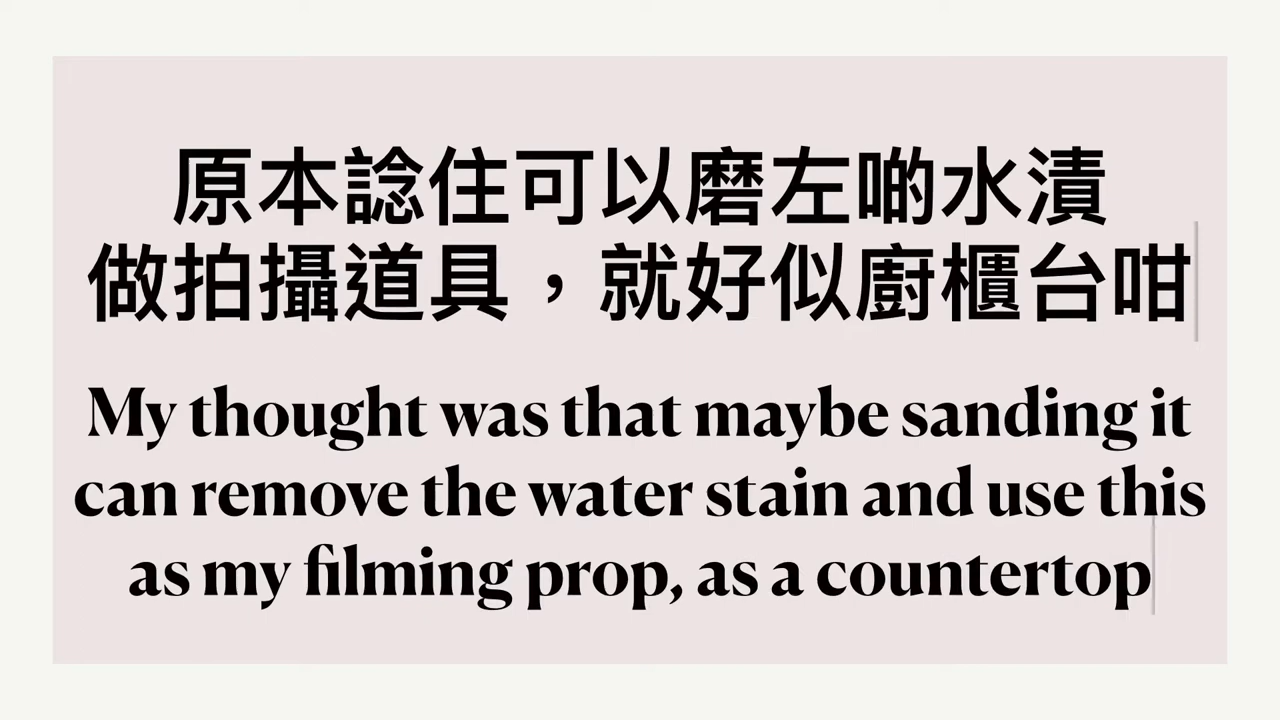 原本諗住可以磨左啲水漬
做拍攝道具，就好似廚櫃台咁
My thought was that maybe sanding it
can remove the water stain and use this
as my filming prop, as a countertop